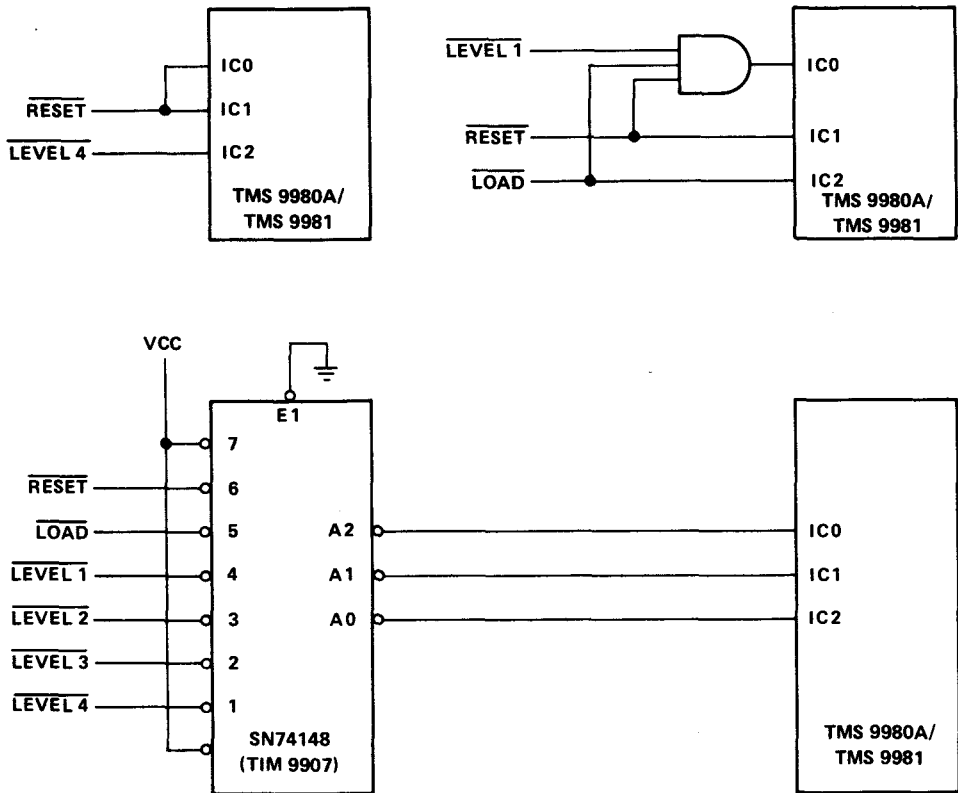 IC0
RESET
IC1
LEVEL 4
IC2
TMS 9980A/
TMS 9981
LEVEL 1
IC0
RESET
IC1
LOAD
IC2
TMS 9980A/
TMS 9981
VCC
E1
7
RESET
6
LOAD
5
A2
IC0
LEVEL 1
4
A1
IC1
LEVEL 2
3
A0
IC2
LEVEL 3
2
LEVEL 4
1
SN74148
(TIM 9907)
TMS 9980A/
TMS 9981